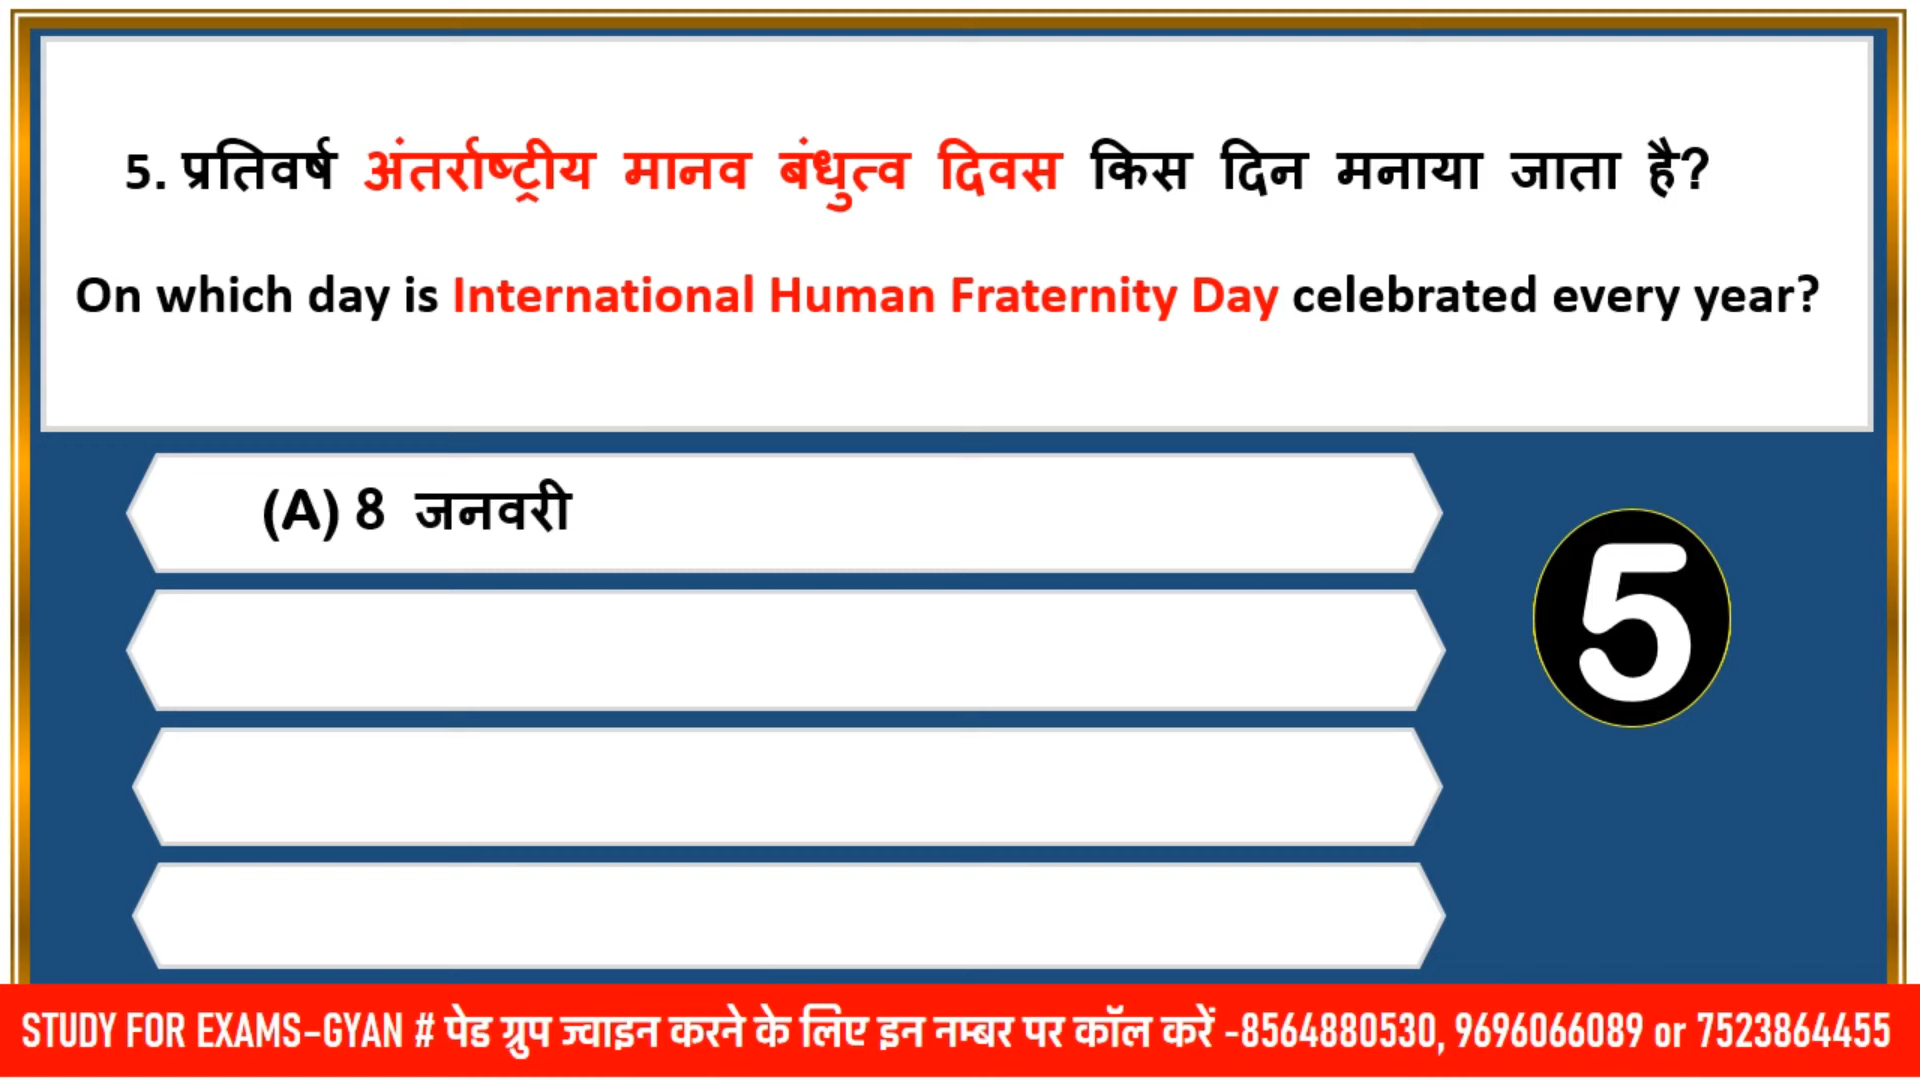 5. प्रतिवर्ष अंतर्राष्ट्रीय मानव बंधुत्व दिवस किस दिन मनाया जाता है?
On which day is International Human Fraternity Day celebrated every year?
(A) 8 जनवरी
5
STUDY FOR EXAMS-GYAN # पेड ग्रुप ज्वाइन करने के लिए इन नम्बर पर कॉल करें -8564880530, 9696066089 or 7523864455